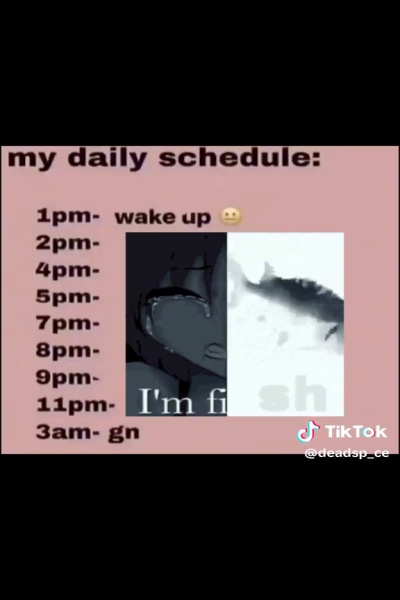 my daily schedule:
1pm- wake up 😐
2pm-
4pm-
5pm-
7pm-
8pm-
9pm-
11pm-
I'm fi sh
3am- gn
TikTok
@deadsp_ce